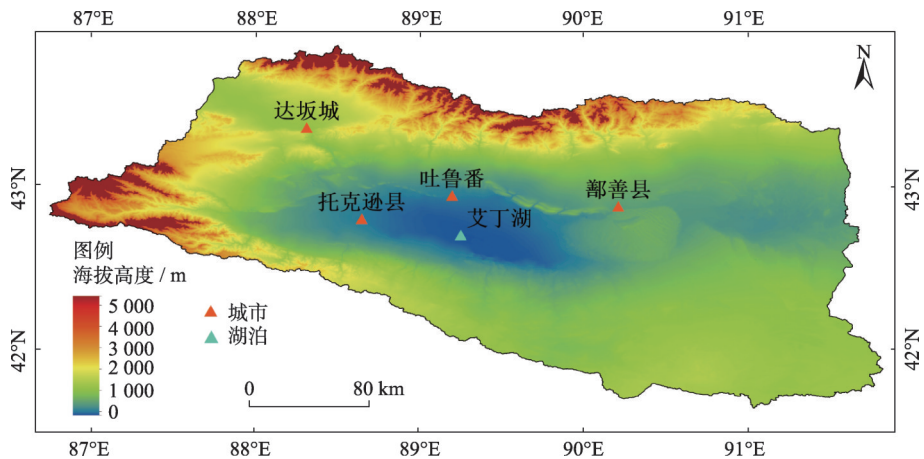 87°E 88°E 89°E 90°E 91°E
N
达坂城
43°N 43°N
吐鲁番
鄯善县
托克逊县
艾丁湖
图例
海拔高度 / m
5 000
4 000
3 000
2 000
1 000
0
城市
湖泊
0 80 km
42°N 42°N
87°E 88°E 89°E 90°E 91°E